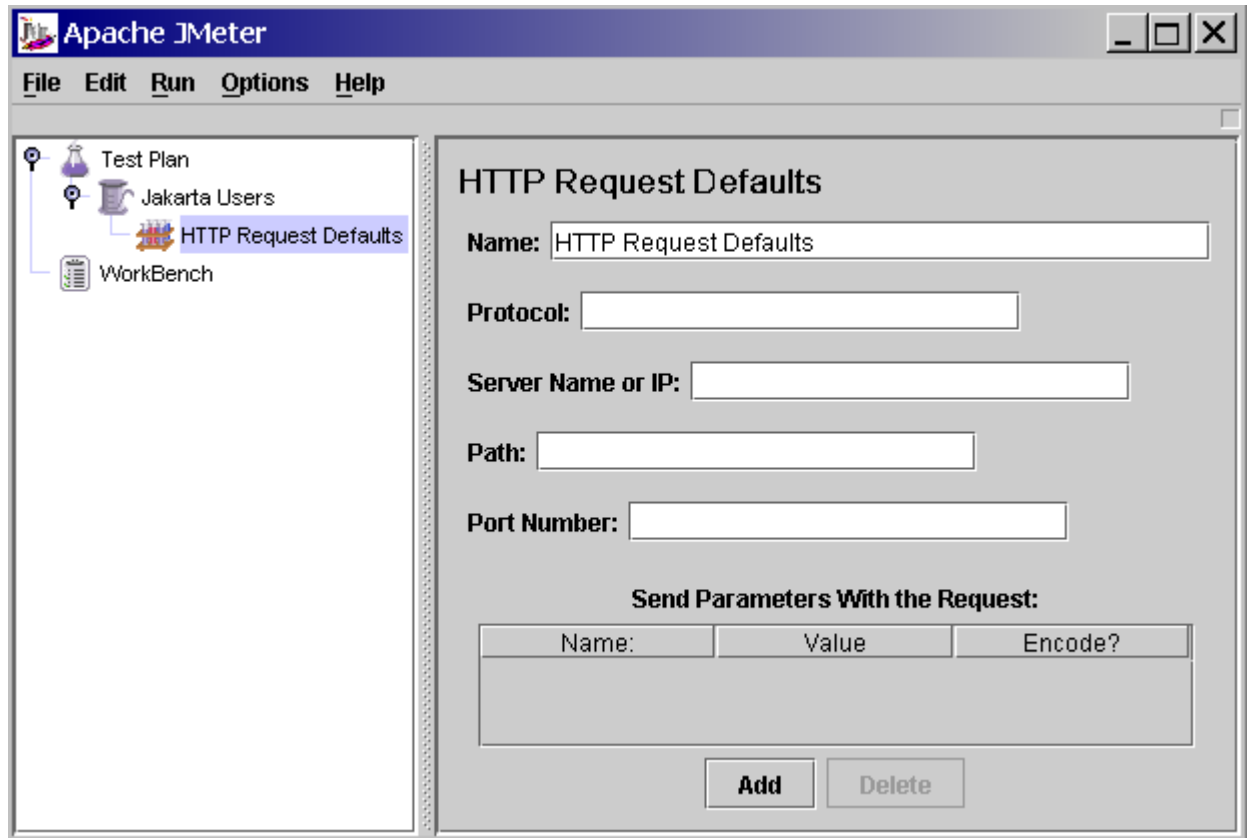 Apache JMeter
File Edit Run Options Help
Test Plan
Jakarta Users
HTTP Request Defaults
WorkBench
HTTP Request Defaults
Name: HTTP Request Defaults
Protocol:
Server Name or IP:
Path:
Port Number:
Send Parameters With the Request:
Name: Value Encode?
Add Delete